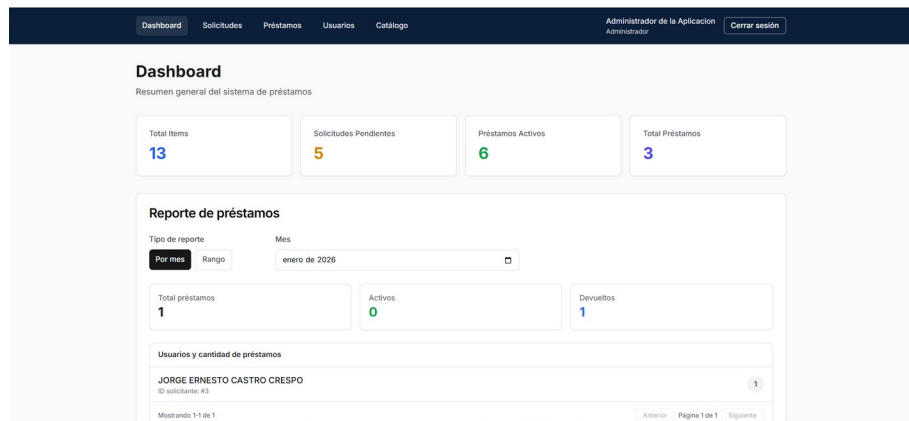 Dashboard Solicitudes Préstamos Usuarios Catálogo Administrador de la Aplicacion Cerrar sesión
Administrador
Dashboard
Resumen general del sistema de préstamos
Total Items Solicitudes Pendientes Préstamos Activos Total Préstamos
13 5 6 3
Reporte de préstamos
Tipo de reporte Mes
Por mes Rango enero de 2026
Total préstamos Activos Devueltos
1 0 1
Usuarios y cantidad de préstamos
JORGE ERNESTO CASTRO CRESPO 1
ID solicitante: #3
Mostrando 1-1 de 1 Anterior Página 1 de 1 Siguiente